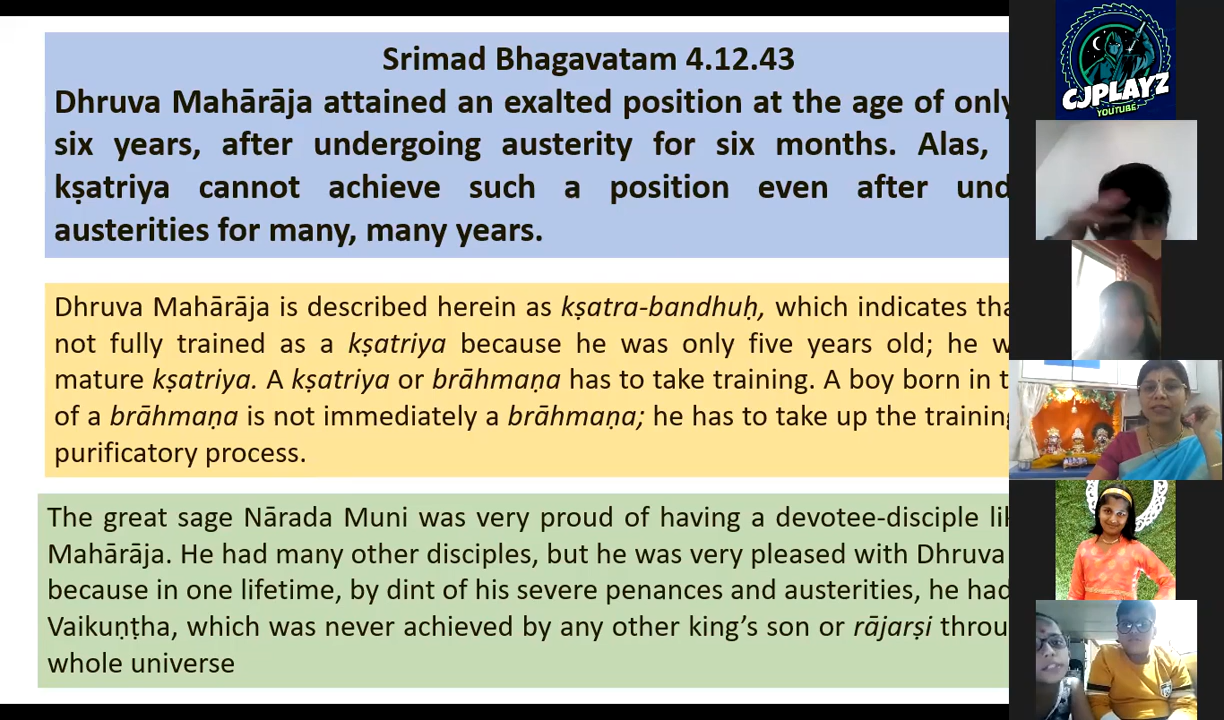 Srimad Bhagavatam 4.12.43
Dhruva Mahārāja attained an exalted position at the age of only
six years, after undergoing austerity for six months. Alas,
kṣatriya cannot achieve such a position even after und
austerities for many, many years.
Dhruva Mahārāja is described herein as kṣatra-bandhuḥ, which indicates tha
not fully trained as a kṣatriya because he was only five years old; he w
mature kṣatriya. A kṣatriya or brāhmaṇa has to take training. A boy born in t
of a brāhmaṇa is not immediately a brāhmaṇa; he has to take up the training
purificatory process.
The great sage Nārada Muni was very proud of having a devotee-disciple lik
Mahārāja. He had many other disciples, but he was very pleased with Dhruva
because in one lifetime, by dint of his severe penances and austerities, he had
Vaikuṇṭha, which was never achieved by any other king's son or rājarṣi throu
whole universe
CJPLAYZ
YOUTUBE